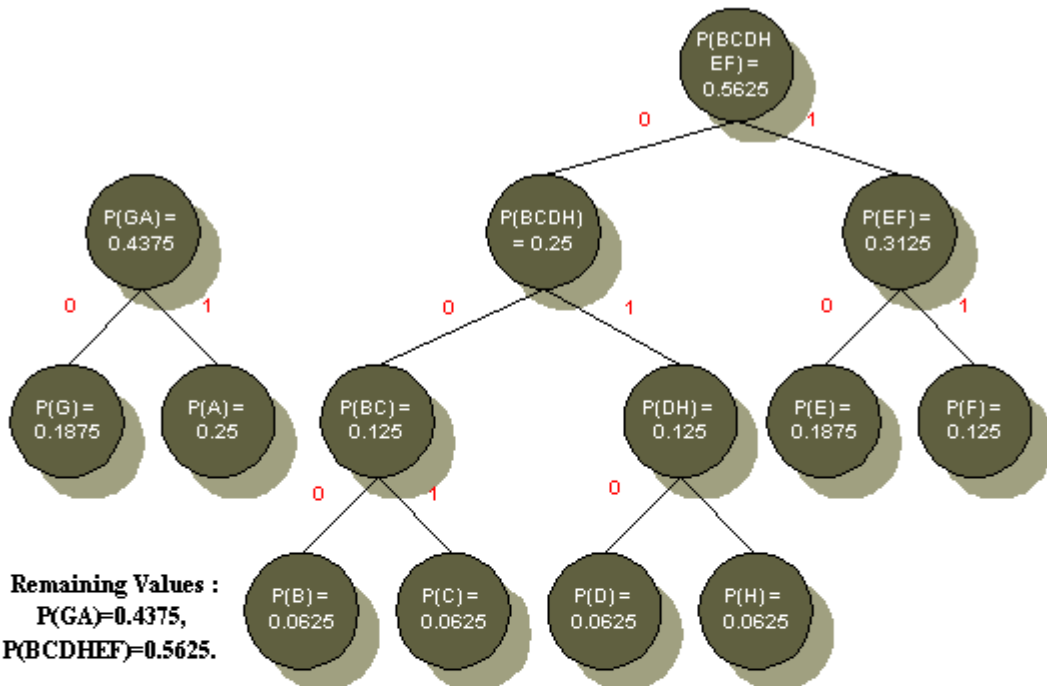 P(BCDH
EF) =
0.5625
0
1
P(GA) =
0.4375
P(BCDH)
= 0.25
P(EF) =
0.3125
0
1
0
1
0
1
P(G) =
0.1875
P(A) =
0.25
P(BC) =
0.125
P(DH) =
0.125
P(E) =
0.1875
P(F) =
0.125
0
1
0
P(B) =
0.0625
P(C) =
0.0625
P(D) =
0.0625
P(H) =
0.0625
Remaining Values :
P(GA)=0.4375,
P(BCDHEF)=0.5625.